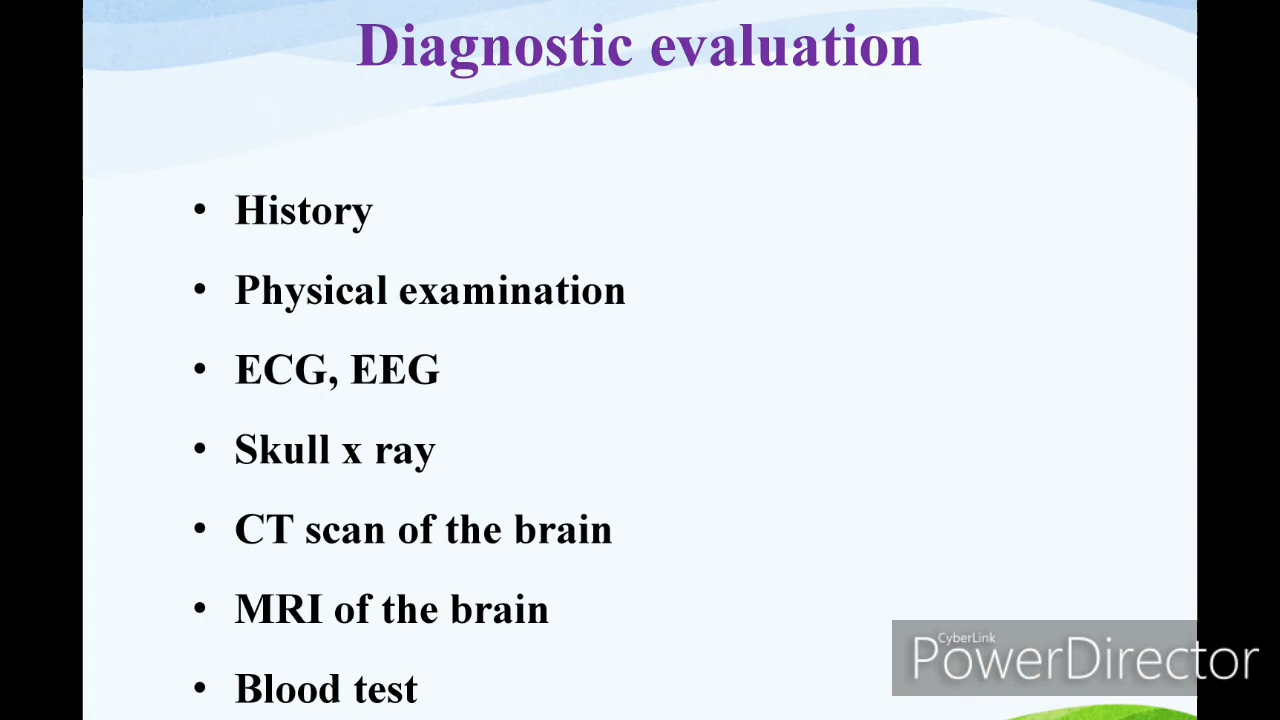 Diagnostic evaluation
• History
• Physical examination
• ECG, EEG
• Skull x ray
• CT scan of the brain
• MRI of the brain
• Blood test
CyberLink
PowerDirector